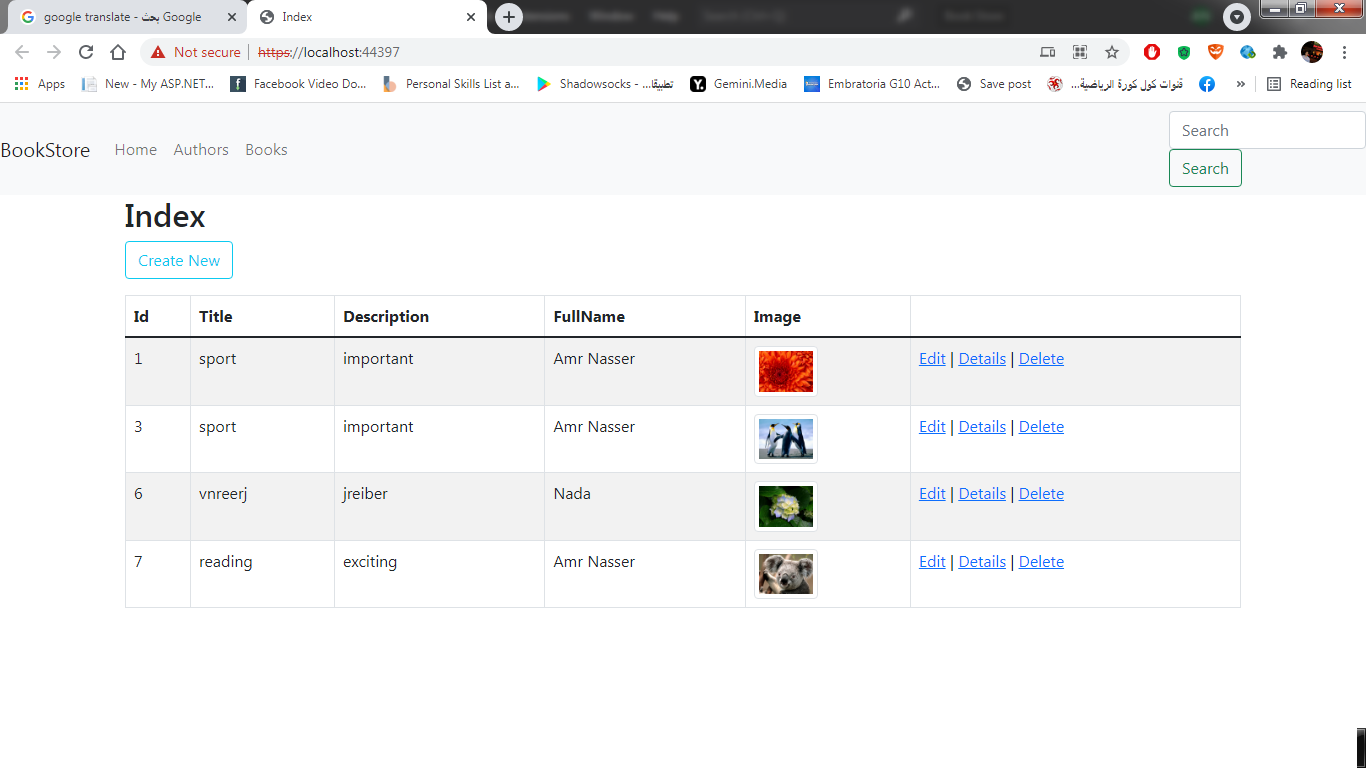 google translate - بحث Google
Index
Not secure https://localhost:44397
Apps New - My ASP.NET... Facebook Video Do... Personal Skills List a... Shadowsocks - تطبيقا... Gemini.Media Embratoria G10 Act... Save post قنوات كول كورة الرياضية... » Reading list
BookStore Home Authors Books
Search
Search
Index
Create New
Id Title Description FullName Image
1 sport important Amr Nasser Edit | Details | Delete
3 sport important Amr Nasser Edit | Details | Delete
6 vnreerj jreiber Nada Edit | Details | Delete
7 reading exciting Amr Nasser Edit | Details | Delete